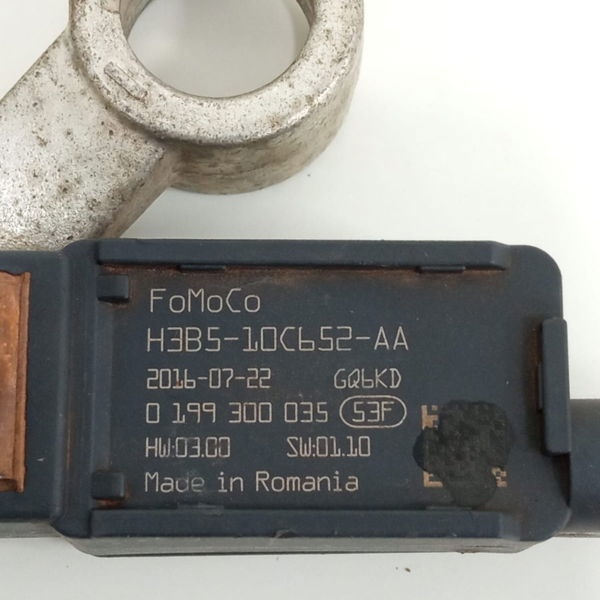 FoMoCo
H3B5-10C652-AA
2016-07-22 GQ6KD
0 199 300 035 53F
HW:03.00 SW:01.10
Made in Romania